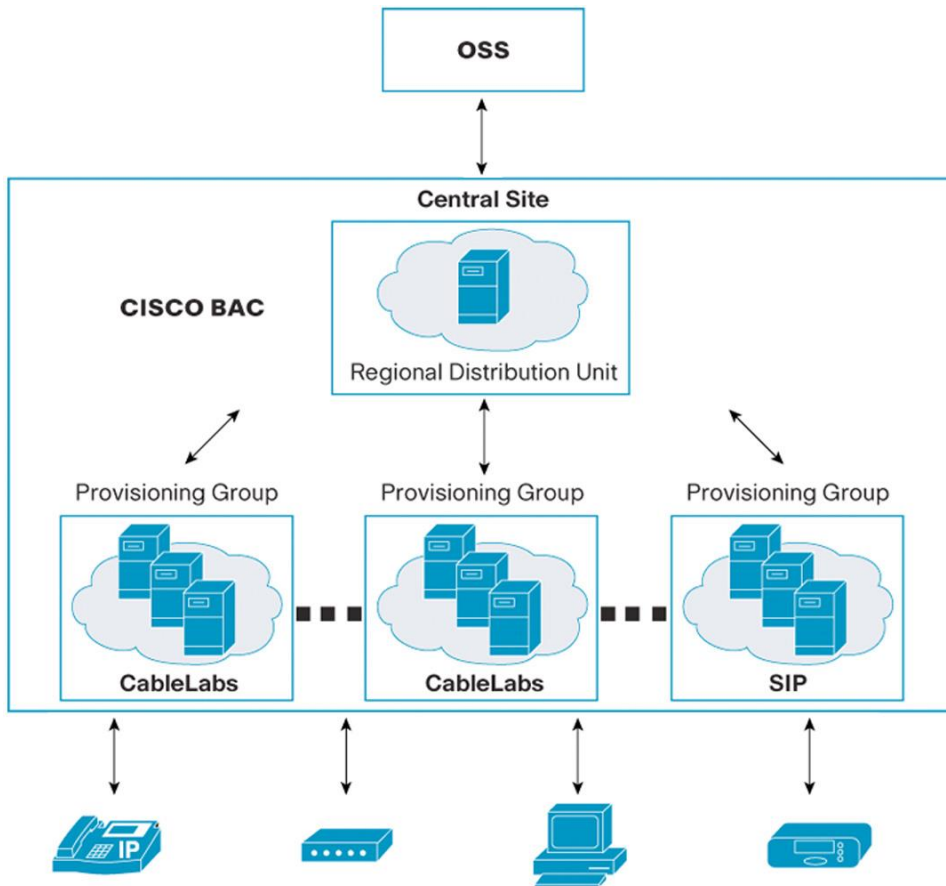 OSS
Central Site
CISCO BAC
Regional Distribution Unit
Provisioning Group
Provisioning Group
Provisioning Group
CableLabs
CableLabs
SIP
IP